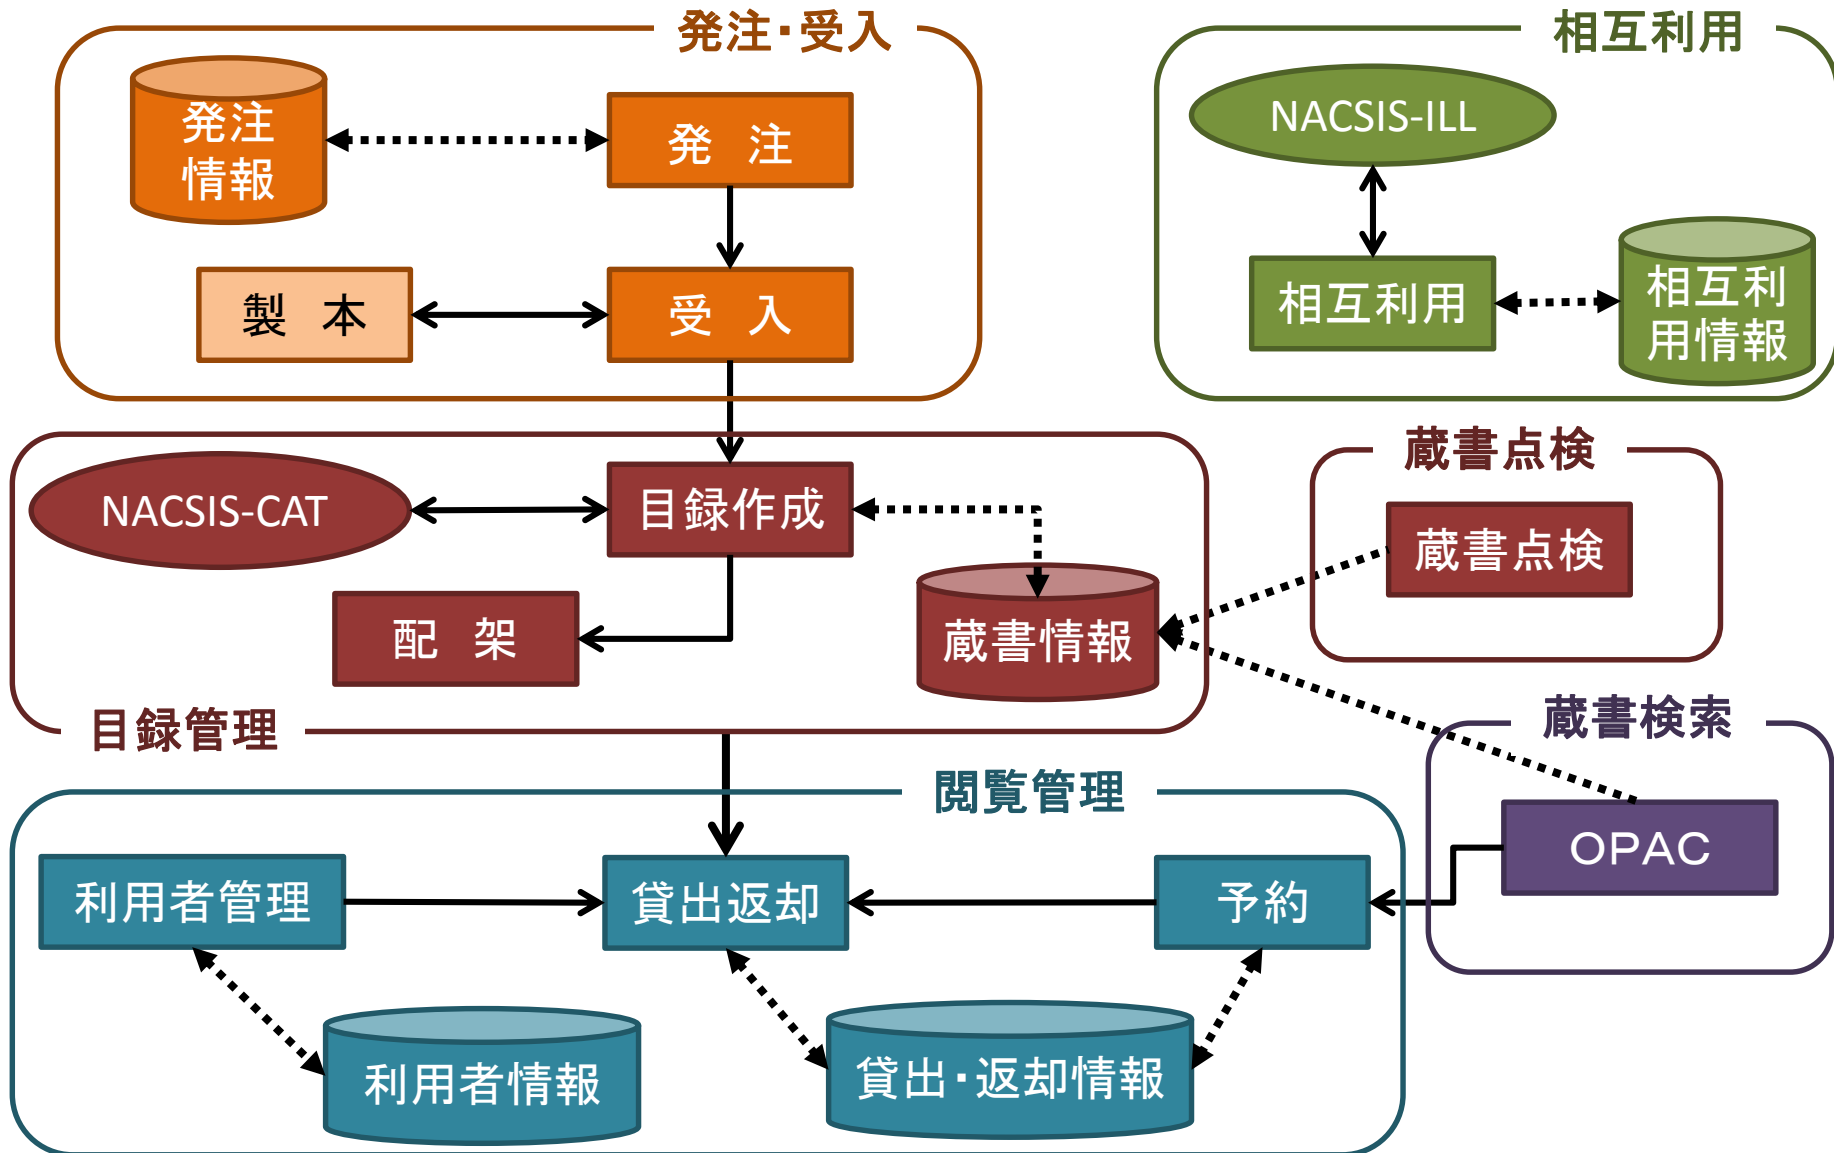 発注・受入
発注
情報
発　注
製　本
受　入
相互利用
NACSIS-ILL
相互利用
相互利
用情報
NACSIS-CAT
目録作成
配　架
蔵書情報
目録管理
蔵書点検
蔵書点検
蔵書検索
OPAC
閲覧管理
利用者管理
貸出返却
予約
利用者情報
貸出・返却情報